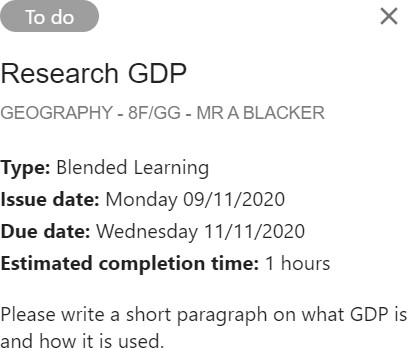 To do
Research GDP
GEOGRAPHY - 8F/GG - MR A BLACKER
Type: Blended Learning
Issue date: Monday 09/11/2020
Due date: Wednesday 11/11/2020
Estimated completion time: 1 hours
Please write a short paragraph on what GDP is
and how it is used.